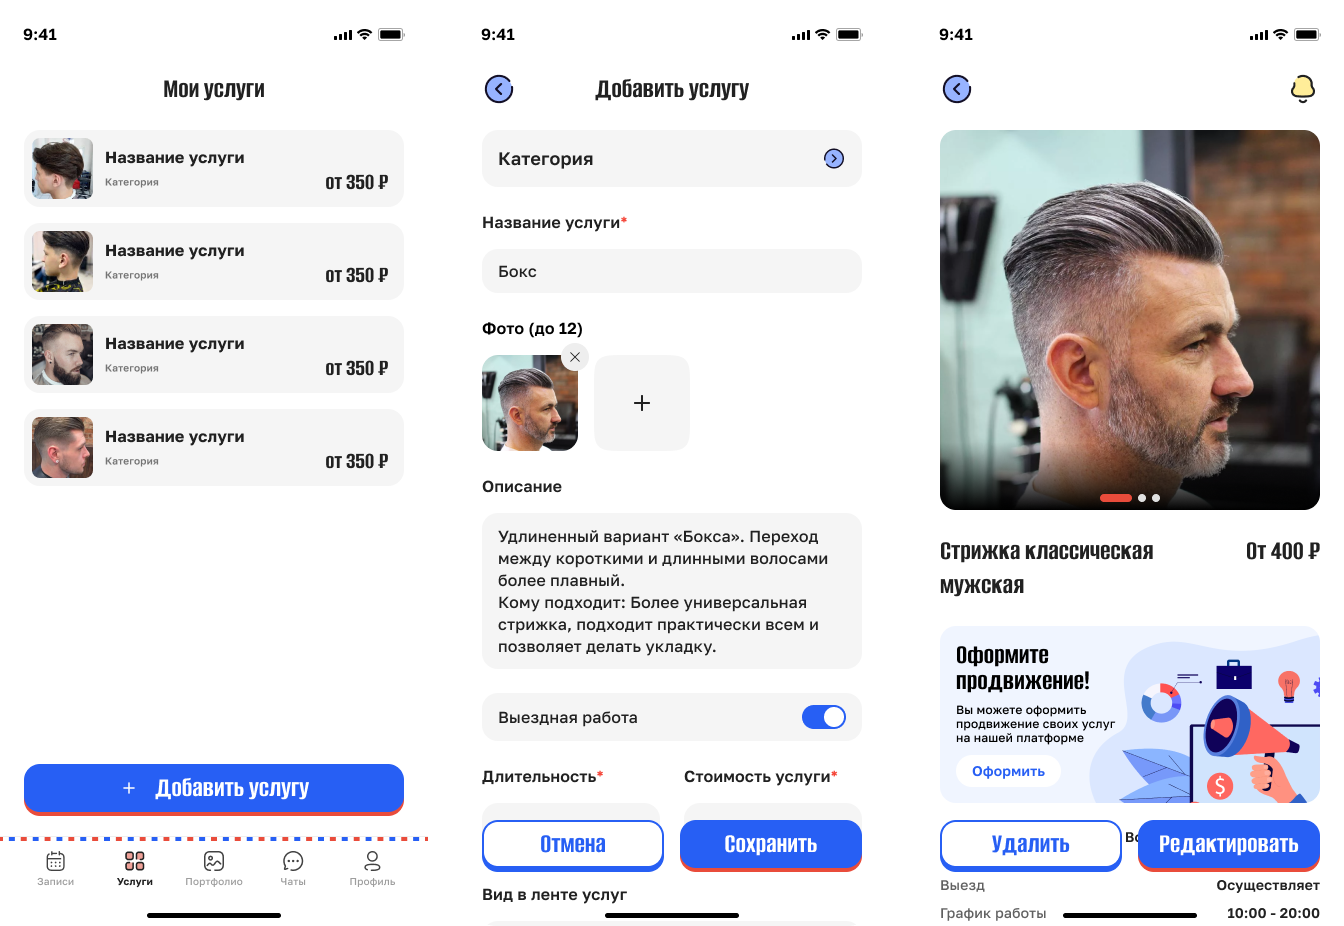 9:41
Мои услуги
Название услуги
Категория
от 350 ₽
Название услуги
Категория
от 350 ₽
Название услуги
Категория
от 350 ₽
Название услуги
Категория
от 350 ₽
+ Добавить услугу
Записи
Услуги
Портфолио
Чаты
Профиль
9:41
Добавить услугу
Категория
Название услуги*
Бокс
Фото (до 12)
Описание
Удлиненный вариант «Бокса». Переход
между короткими и длинными волосами
более плавный.
Кому подходит: Более универсальная
стрижка, подходит практически всем и
позволяет делать укладку.
Выездная работа
Длительность*
Стоимость услуги*
Отмена
Сохранить
Вид в ленте услуг
9:41
Стрижка классическая
мужская
От 400 ₽
Оформите
продвижение!
Вы можете оформить
продвижение своих услуг
на нашей платформе
Оформить
$
Удалить
Редактировать
Выезд
Осуществляет
График работы
10:00 - 20:00